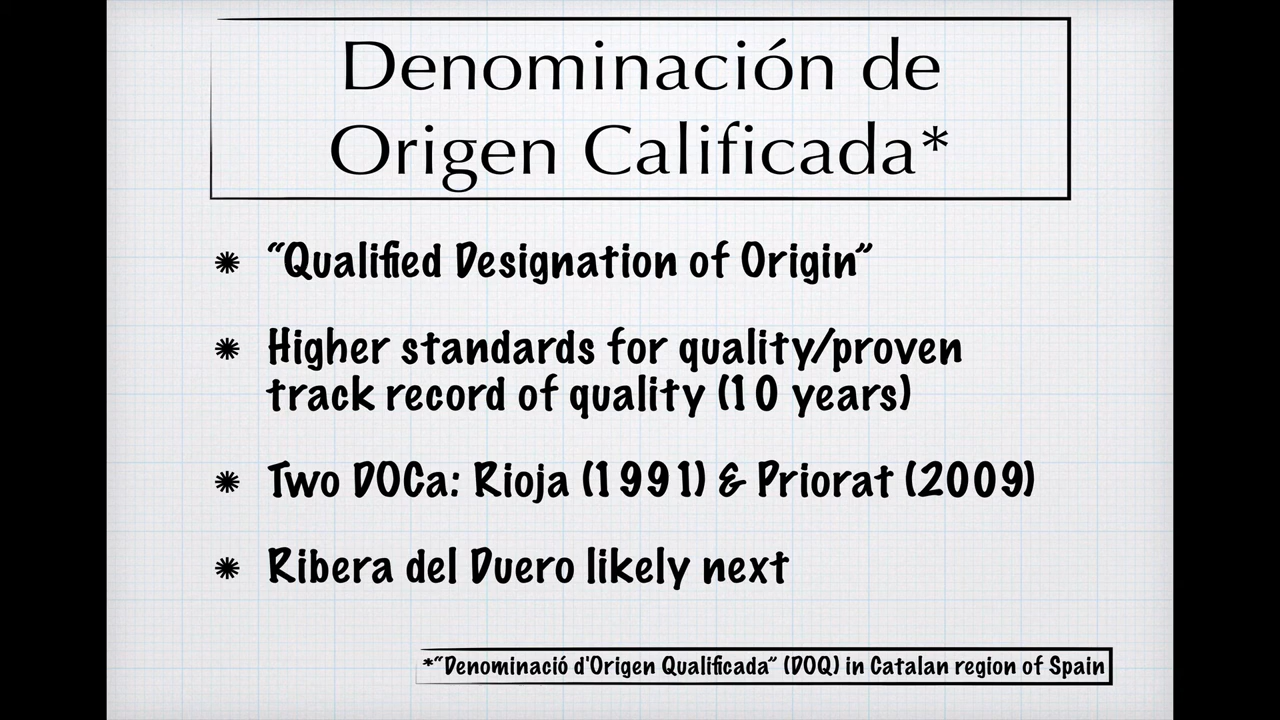 Denominación de
Origen Calificada*
“Qualified Designation of Origin”
Higher standards for quality/proven
track record of quality (10 years)
Two DOCa: Rioja (1991) & Priorat (2009)
Ribera del Duero likely next
*“Denominació d'Origen Qualificada” (DOQ) in Catalan region of Spain